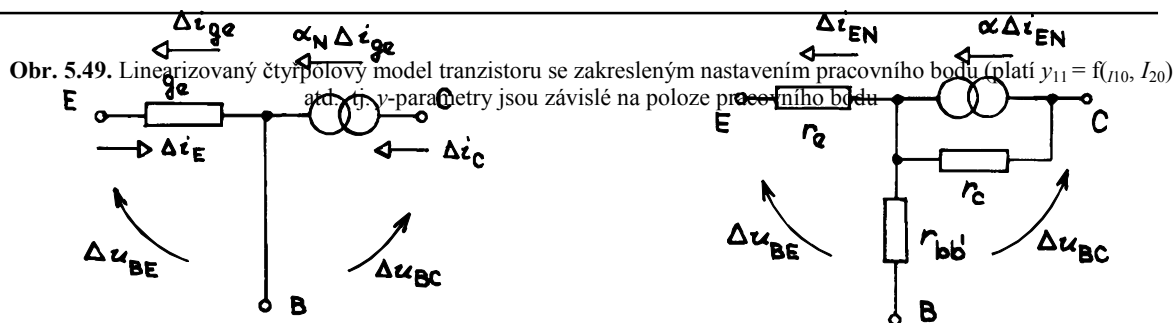 Δi_ge
α_N Δi_ge
Δi_EN
αΔi_EN
Obr. 5.49. Linearizovaný čtyřpólový model tranzistoru se zakresleným nastavením pracovního bodu (platí y₁₁ = f(I10, I₂₀)
atd., tj. y-parametry jsou závislé na poloze pracovního bodu
g_e
E
C
E
r_e
C
Δi_E
Δi_C
r_c
Δu_BE
Δu_BC
Δu_BE
r_bb'
Δu_BC
B
B